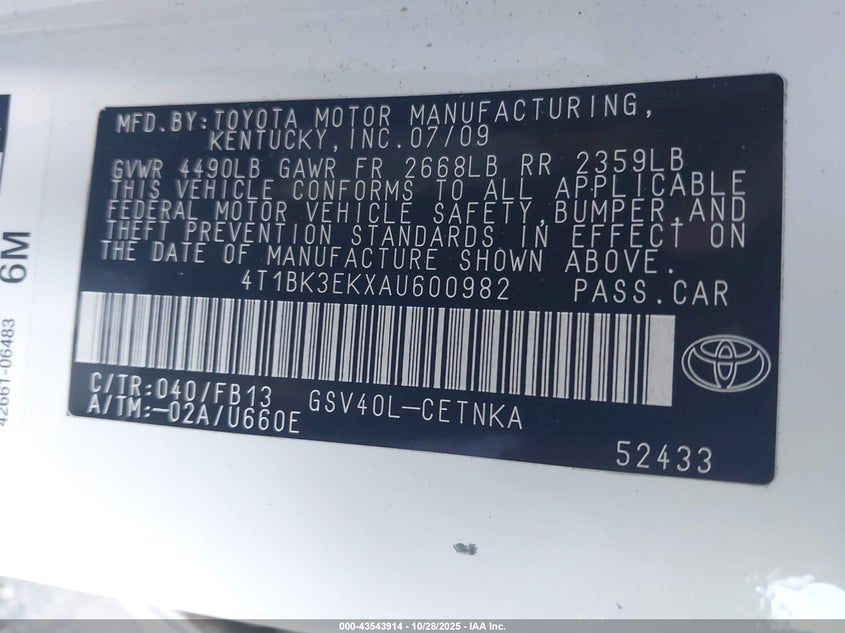 MFD.BY:TOYOTA MOTOR MANUFACTURING,
KENTUCKY,INC.07/09
GVWR 4490LB GAWR FR 2668LB RR 2359LB
THIS VEHICLE CONFORMS TO ALL APPLICABLE
FEDERAL MOTOR VEHICLE SAFETY,BUMPER,AND
THEFT PREVENTION STANDARDS IN EFFECT ON
THE DATE OF MANUFACTURE SHOWN ABOVE.
4T1BK3EKXAU600982 PASS.CAR
C/TR:040/FB13 GSV40L-CETNKA
A/TM:-02A/U660E
52433
6M
42661-06483
000-43543914 | 10/28/2025 - IAA Inc.